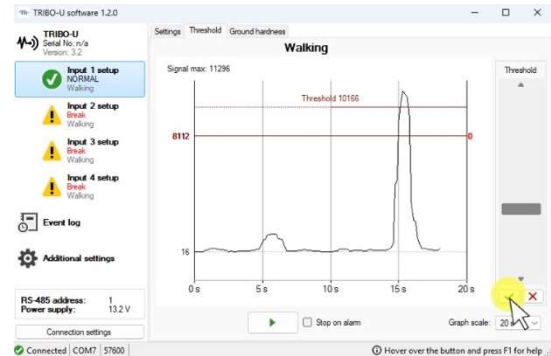 TRIBO-U software 1.2.0
TRIBO-U
Serial No: n/a
Version: 3.2
Input 1 setup
NORMAL
Walking
Input 2 setup
Break
Walking
Input 3 setup
Break
Walking
Input 4 setup
Break
Walking
Event log
Additional settings
RS-485 address: 1
Power supply: 13.2 V
Connection settings
Settings Threshold Ground hardness
Walking
Signal max: 11296
Threshold
Threshold 10166
8112
0
16
0 s 5 s 10 s 15 s 20 s
Stop on alarm
Graph scale: 20 s
Connected COM7 57600
Hover over the button and press F1 for help